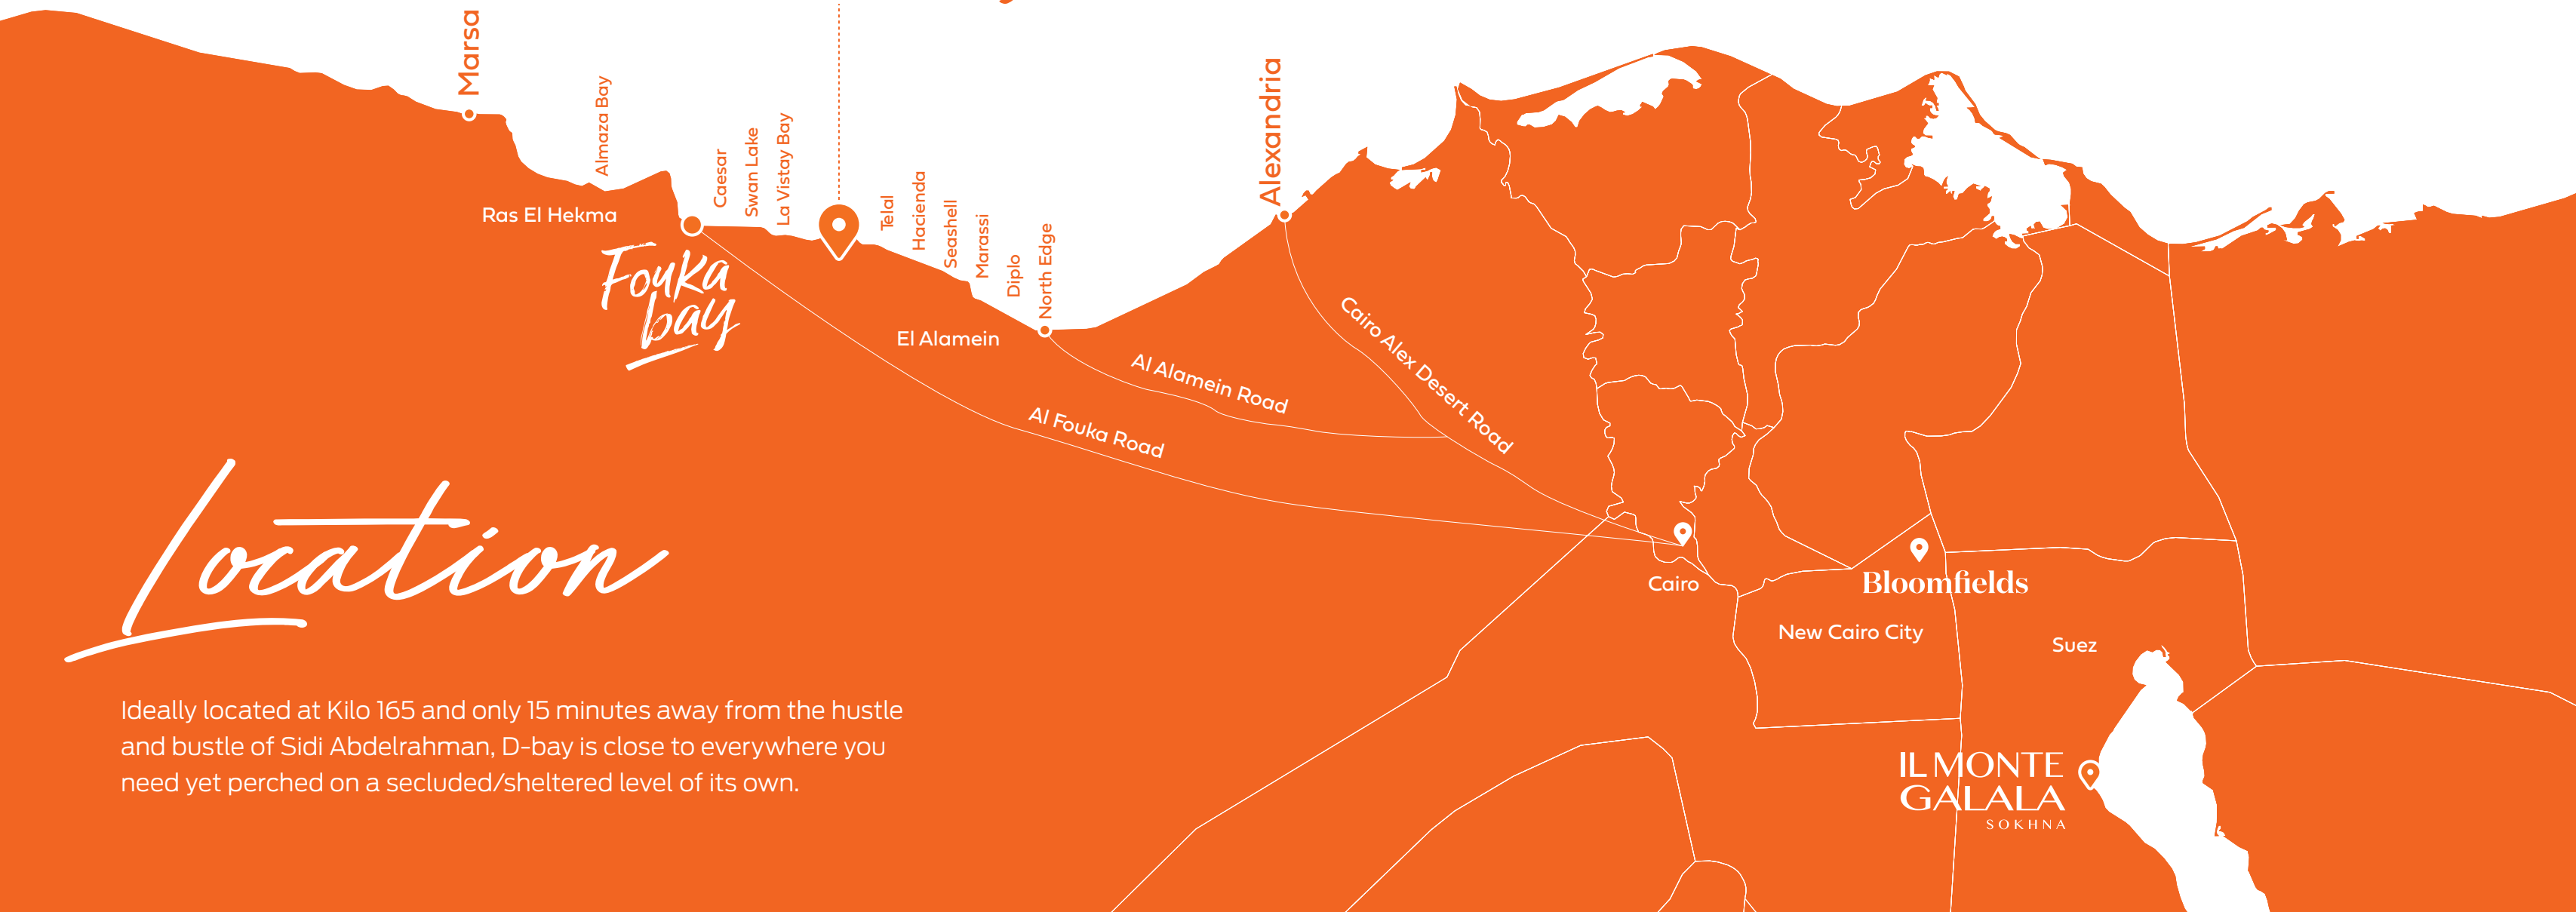 Marsa
Almaza Bay
Caesar
Swan Lake
La Vistay Bay
Telal
Hacienda
Seashell
Marassi
Diplo
North Edge
Alexandria
Ras El Hekma
Fouka
bay
El Alamein
Al Alamein Road
Al Fouka Road
Cairo Alex Desert Road
Cairo
Bloomfields
New Cairo City
Suez
IL MONTE
GALALA
SOKHNA
Location
Ideally located at Kilo 165 and only 15 minutes away from the hustle
and bustle of Sidi Abdelrahman, D-bay is close to everywhere you
need yet perched on a secluded/sheltered level of its own.